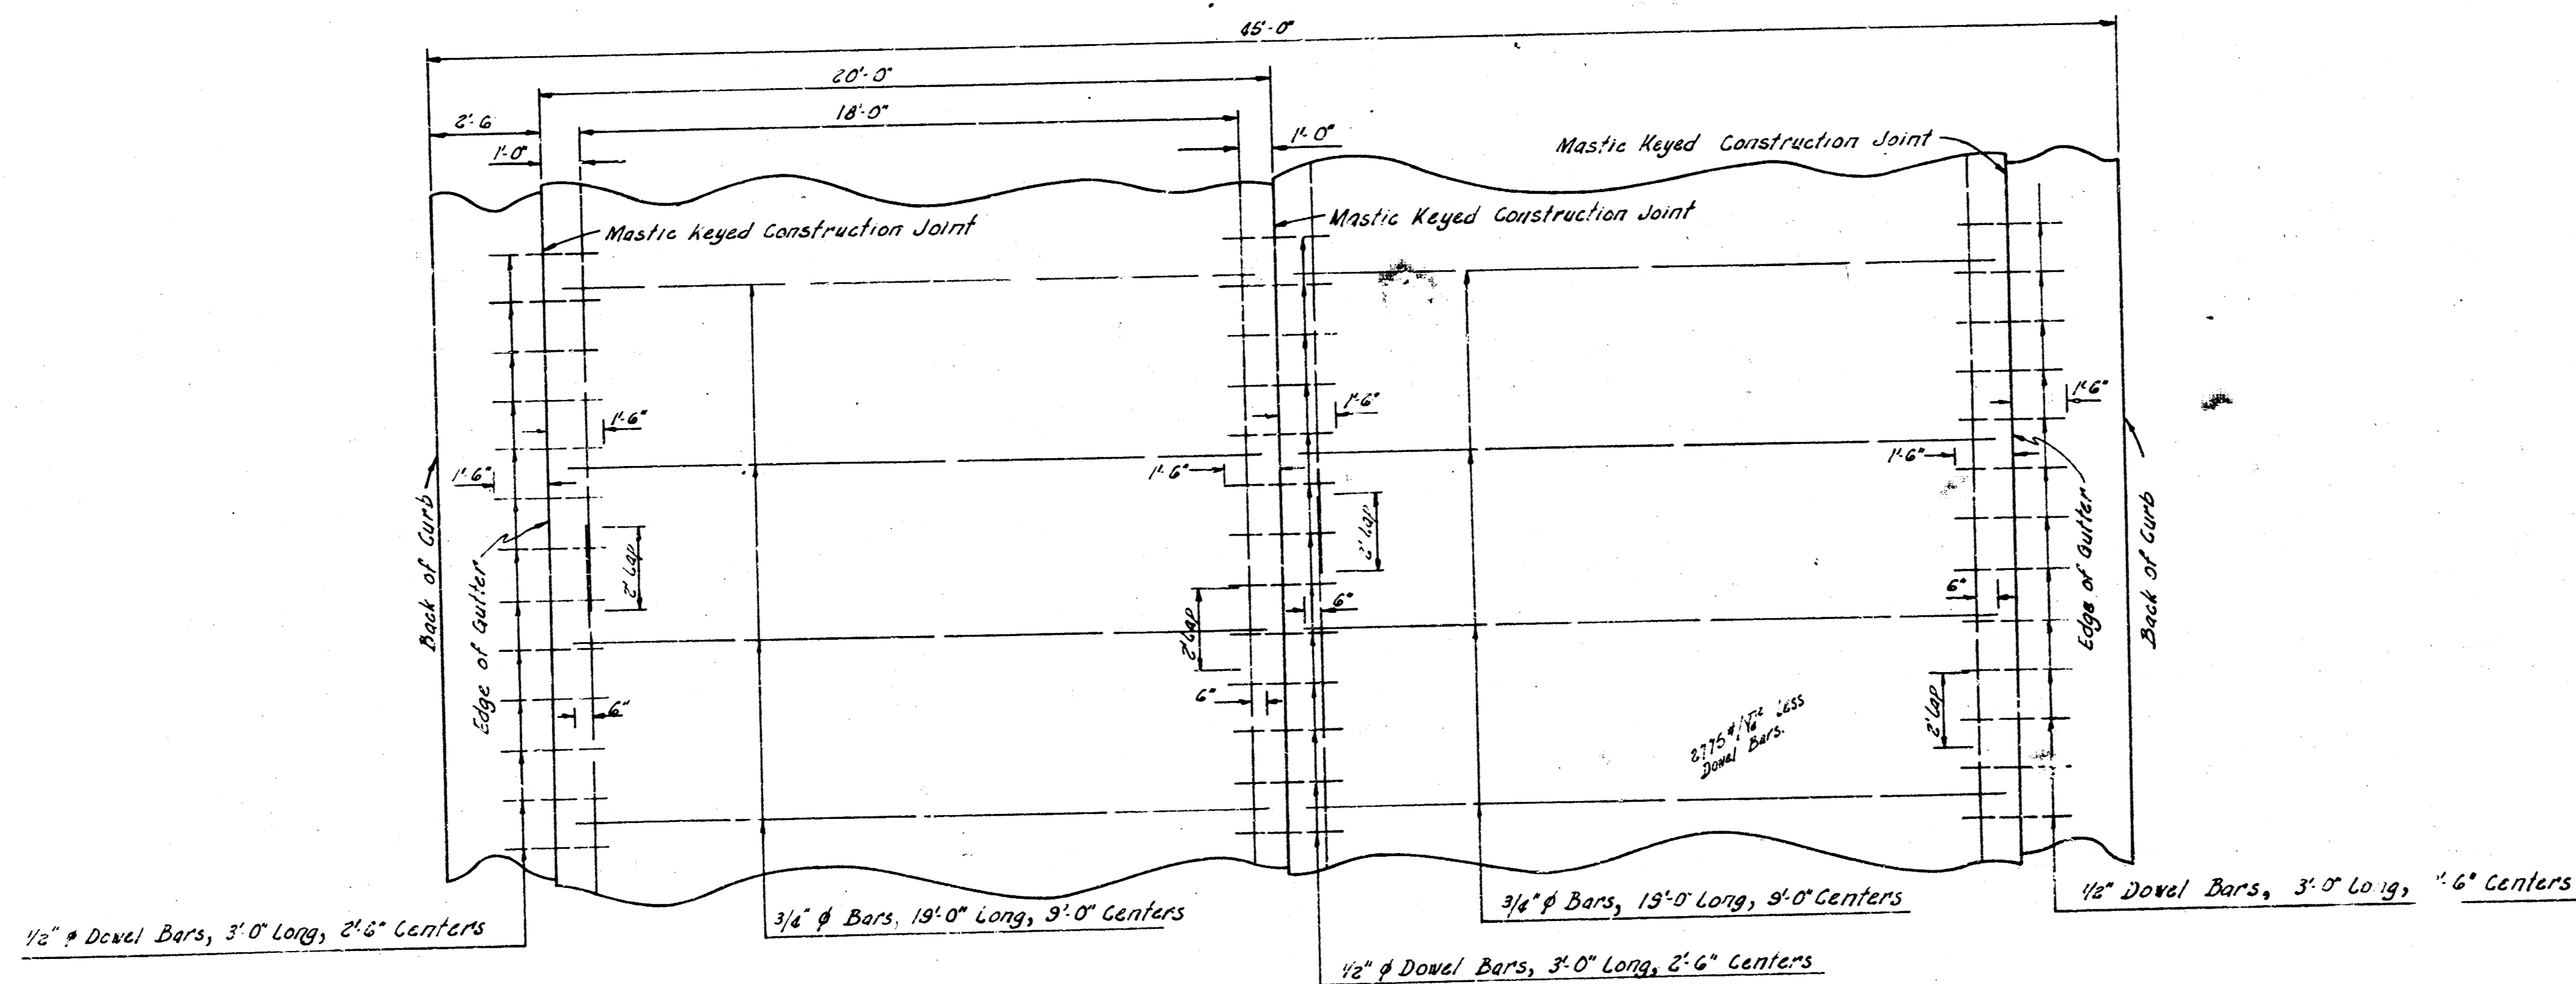 45'-0"
20'-0"
18'-0"
2'-6
1'-0"
1'-0"
Mastic Keyed Construction Joint
Mastic Keyed Construction Joint
Mastic Keyed Construction Joint
1'-6"
1'-6"
1'-6"
1'-6"
1'-6"
1'-6"
Back of Curb
Edge of Gutter
2' Lap
2' Lap
2' Lap
6"
6"
6"
6"
Edge of Gutter
Back of Curb
2' Lap
2775#/ Less
Dowel Bars.
1/2" φ Dowel Bars, 3'-0" Long, 2'-6" Centers
3/4" φ Bars, 19'-0" Long, 9'-0" Centers
1/2" φ Dowel Bars, 3'-0" Long, 2'-6" Centers
3/4" φ Bars, 19'-0" Long, 9'-0" Centers
1/2" Dowel Bars, 3'-0" Long, -6" Centers